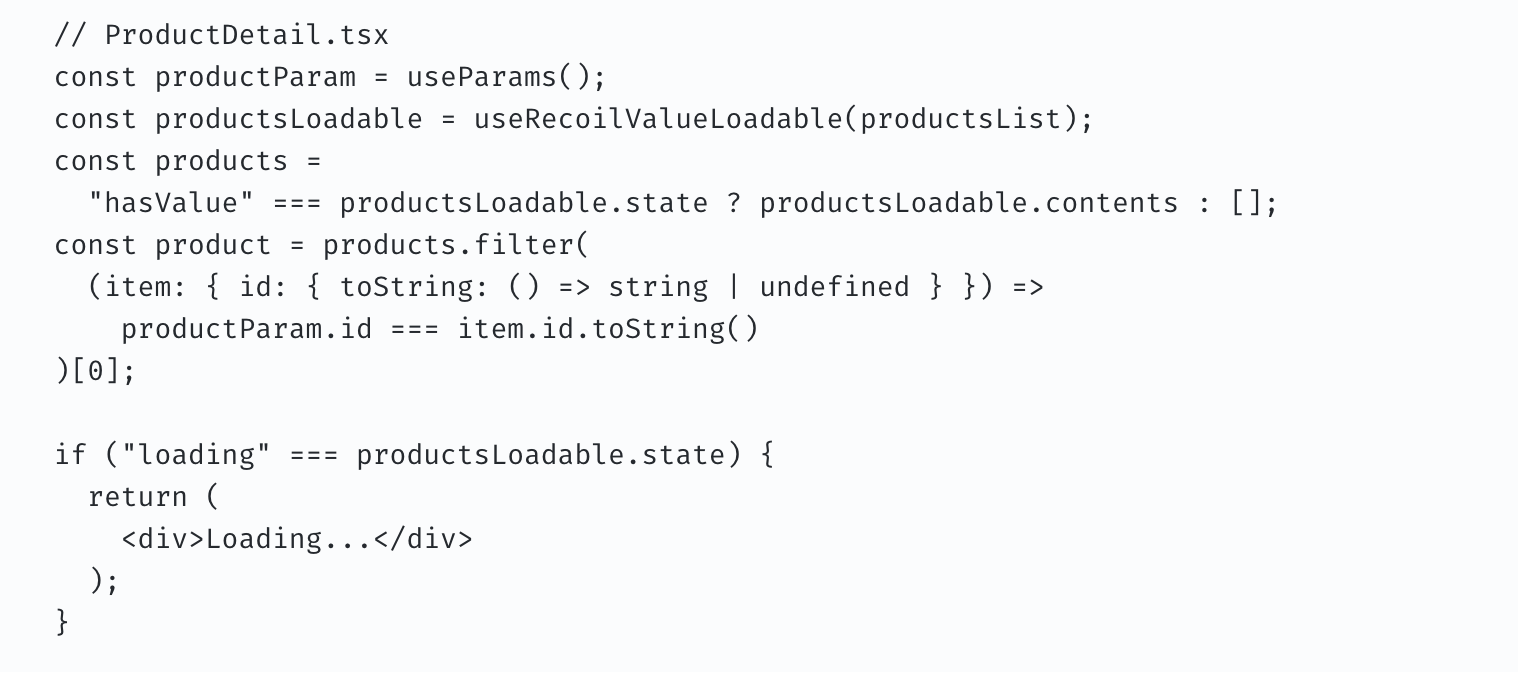 // ProductDetail.tsx
const productParam = useParams();
const productsLoadable = useRecoilValueLoadable(productsList);
const products =
  "hasValue" === productsLoadable.state ? productsLoadable.contents : [];
const product = products.filter(
  (item: { id: { toString: () => string | undefined } }) =>
    productParam.id === item.id.toString()
)[0];

if ("loading" === productsLoadable.state) {
  return (
    <div>Loading...</div>
  );
}